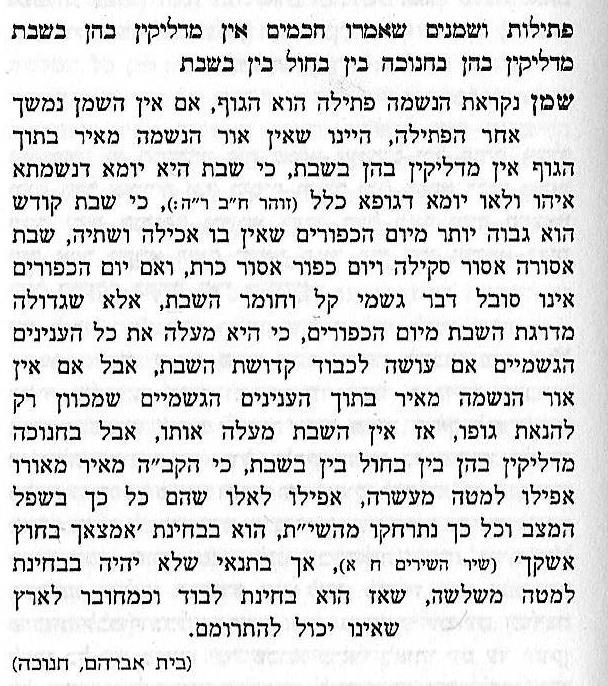 פתילות ושמנים שאמרו חכמים אין מדליקין בהן בשבת
מדליקין בהן בחנוכה בין בחול בין בשבת
שמן נקראת הנשמה פתילה הוא הגוף, אם אין השמן נמשך
אחר הפתילה, היינו שאין אור הנשמה מאיר בתוך
הגוף אין מדליקין בהן בשבת, כי שבת היא יומא דנשמתא
איהו ולאו יומא דגופא כלל (זוהר ח״ב ר״ה:), כי שבת קודש
הוא גבוה יותר מיום הכפורים שאין בו אכילה ושתיה, שבת
אסורה אסור סקילה ויום כפור אסור כרת, ואם יום הכפורים
אינו סובל דבר גשמי קל וחומר השבת, אלא שגדולה
מדרגת השבת מיום הכפורים, כי היא מעלה את כל הענינים
הגשמיים אם עושה לכבוד קדושת השבת, אבל אם אין
אור הנשמה מאיר בתוך הענינים הגשמיים שמכוון רק
להנאת גופו, אז אין השבת מעלה אותו, אבל בחנוכה
מדליקין בהן בין בחול בין בשבת, כי הקב״ה מאיר מאורו
אפילו למטה מעשרה, אפילו לאלו שהם כל כך בשפל
המצב וכל כך נתרחקו מהשי״ת, הוא בבחינת 'אמצאך בחוץ
אשקך' (שיר השירים ח א), אך בתנאי שלא יהיה בבחינת
למטה משלשה, שאז הוא בחינת לבוד וכמחובר לארץ
שאינו יכול להתרומם.
(בית אברהם, חנוכה)